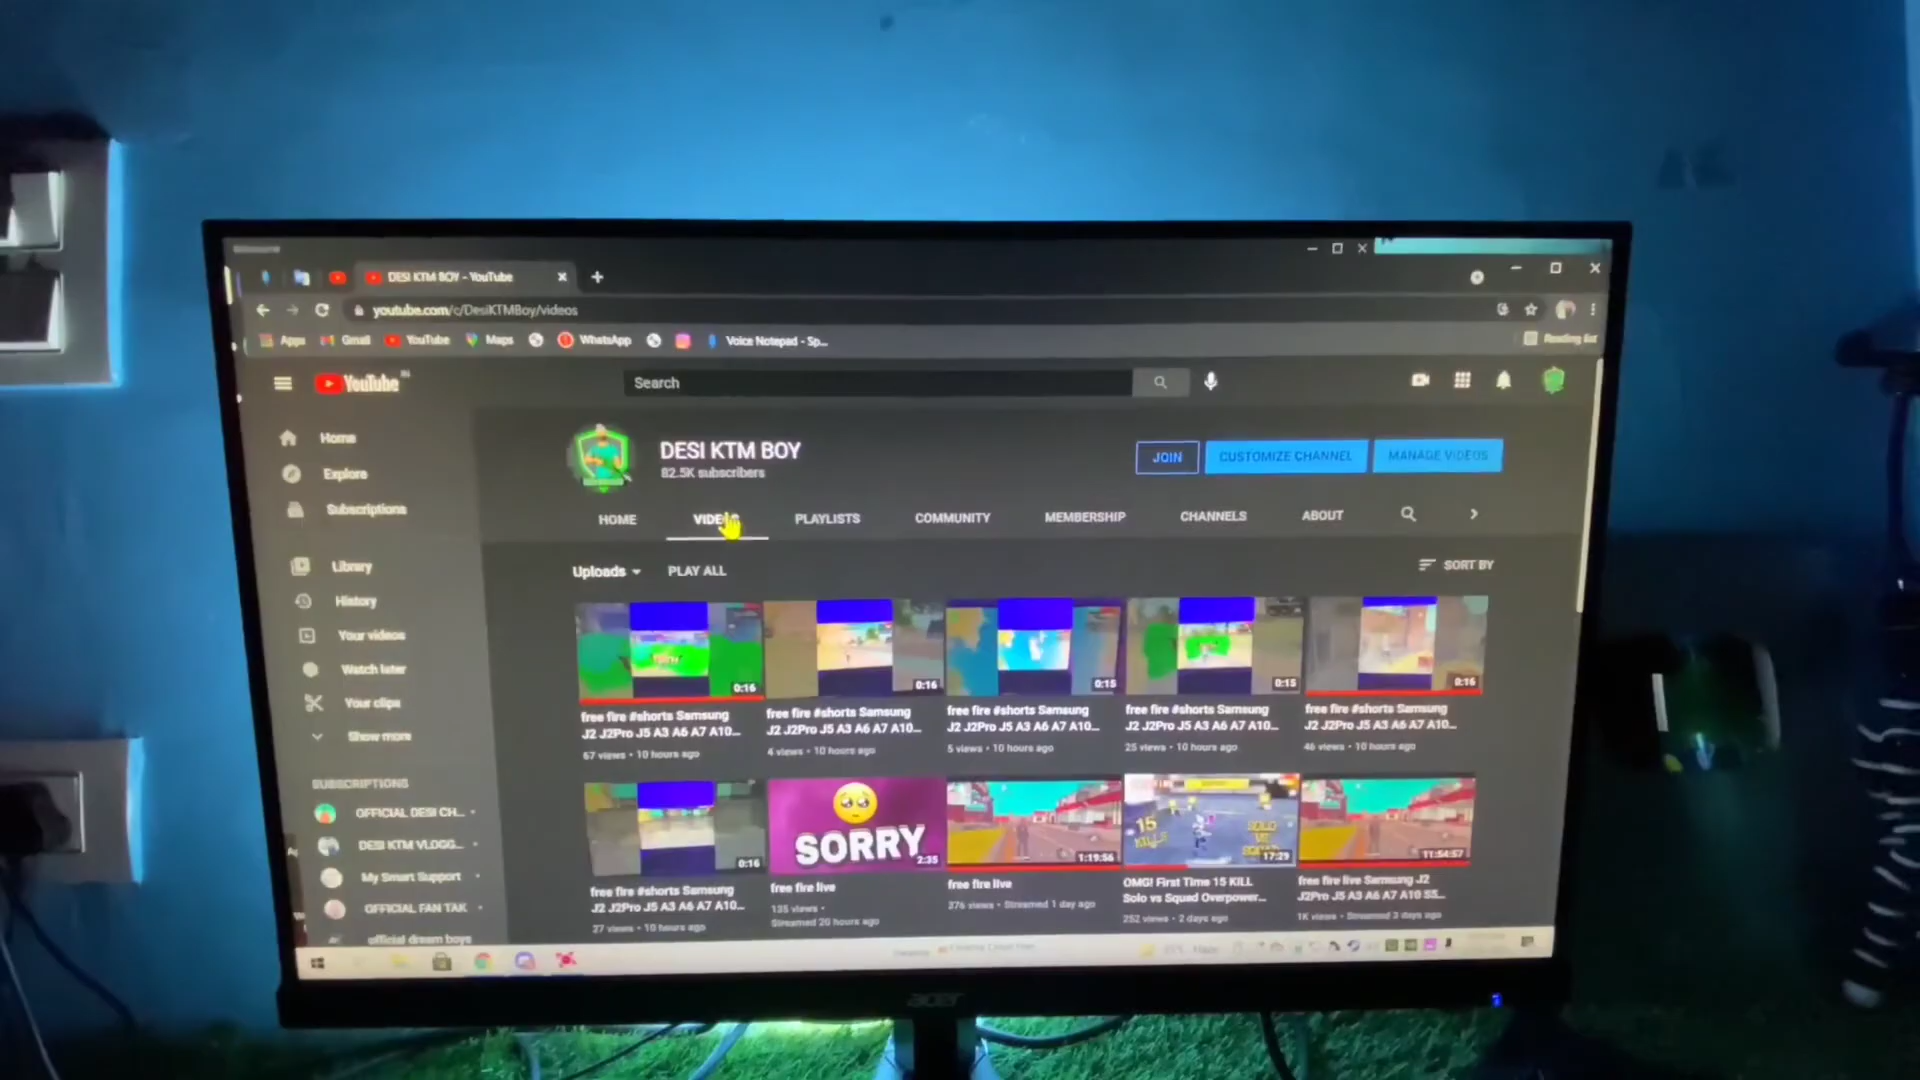 DESI KTM BOY - YouTube
youtube.com/c/DesiKTMBoy/videos
Apps Gmail YouTube Maps WhatsApp Voice Notepad - Sp...
Reading list
YouTube IN
Search
Home
Explore
Subscriptions
Library
History
Your videos
Watch later
Your clips
Show more
SUBSCRIPTIONS
OFFICIAL DESI CH...
DESI KTM VLOGG...
My Smart Support
OFFICIAL FAN TAK
official dream boys
DESI KTM BOY
82.5K subscribers
JOIN
CUSTOMIZE CHANNEL
MANAGE VIDEOS
HOME VIDEOS PLAYLISTS COMMUNITY MEMBERSHIP CHANNELS ABOUT
Uploads PLAY ALL
SORT BY
0:16
free fire #shorts Samsung
J2 J2Pro J5 A3 A6 A7 A10...
67 views • 10 hours ago
0:16
free fire #shorts Samsung
J2 J2Pro J5 A3 A6 A7 A10...
4 views • 10 hours ago
0:15
free fire #shorts Samsung
J2 J2Pro J5 A3 A6 A7 A10...
5 views • 10 hours ago
0:15
free fire #shorts Samsung
J2 J2Pro J5 A3 A6 A7 A10...
25 views • 10 hours ago
0:16
free fire #shorts Samsung
J2 J2Pro J5 A3 A6 A7 A10...
46 views • 10 hours ago
0:16
free fire #shorts Samsung
J2 J2Pro J5 A3 A6 A7 A10...
27 views • 10 hours ago
SORRY
2:35
free fire live
135 views •
Streamed 20 hours ago
1:19:56
free fire live
276 views • Streamed 1 day ago
15
KILLS
SOLO
VS
17:29
OMG! First Time 15 KILL
Solo vs Squad Overpower...
252 views • 2 days ago
11:54:57
free fire live Samsung J2
J2Pro J5 A3 A6 A7 A10 S5...
1K views • Streamed 3 days ago
acer